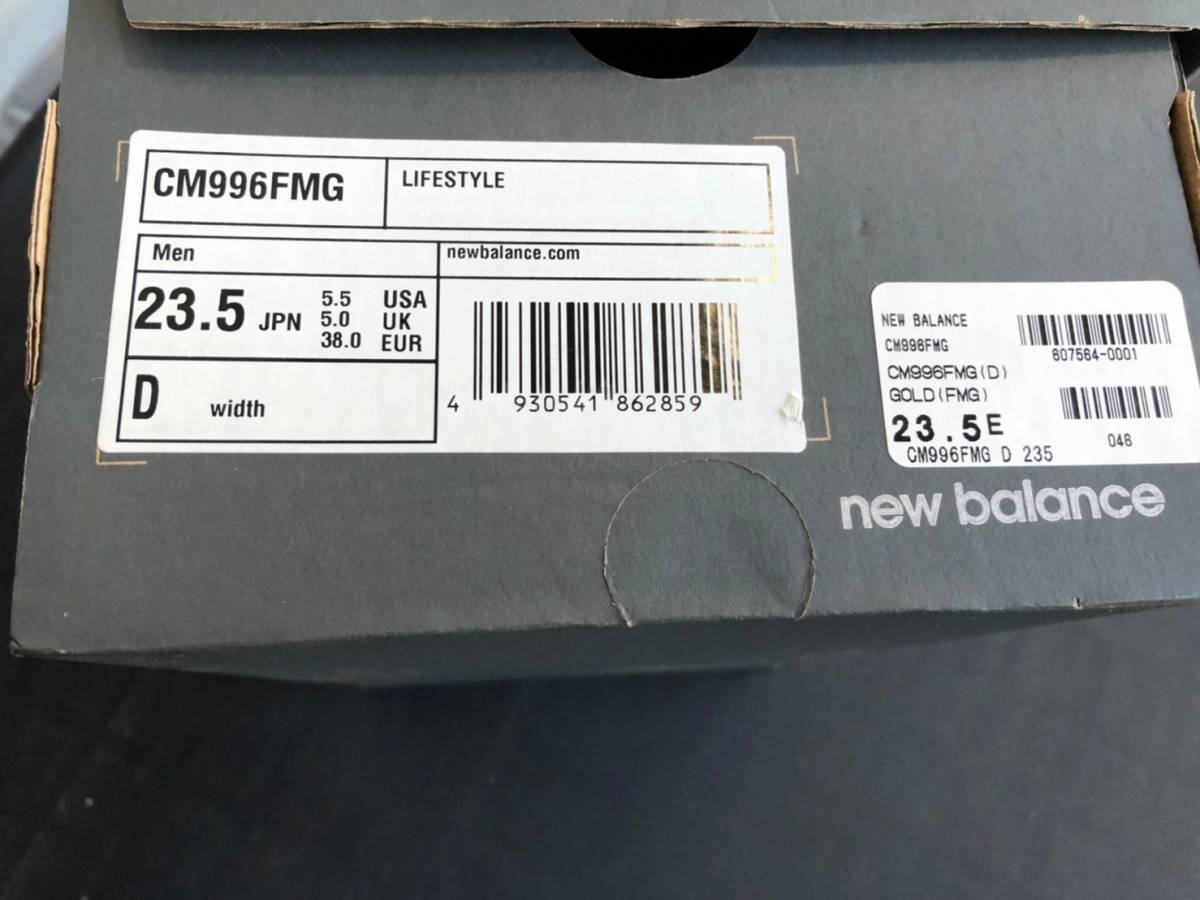 CM996FMG
LIFESTYLE
Men
newbalance.com
23.5 JPN
5.5 USA
5.0 UK
38.0 EUR
D width
4 930541 862859
NEW BALANCE
CM996FMG
607564-0001
CM996FMG(D)
GOLD(FMG)
23.5E
046
CM996FMG D 235
new balance